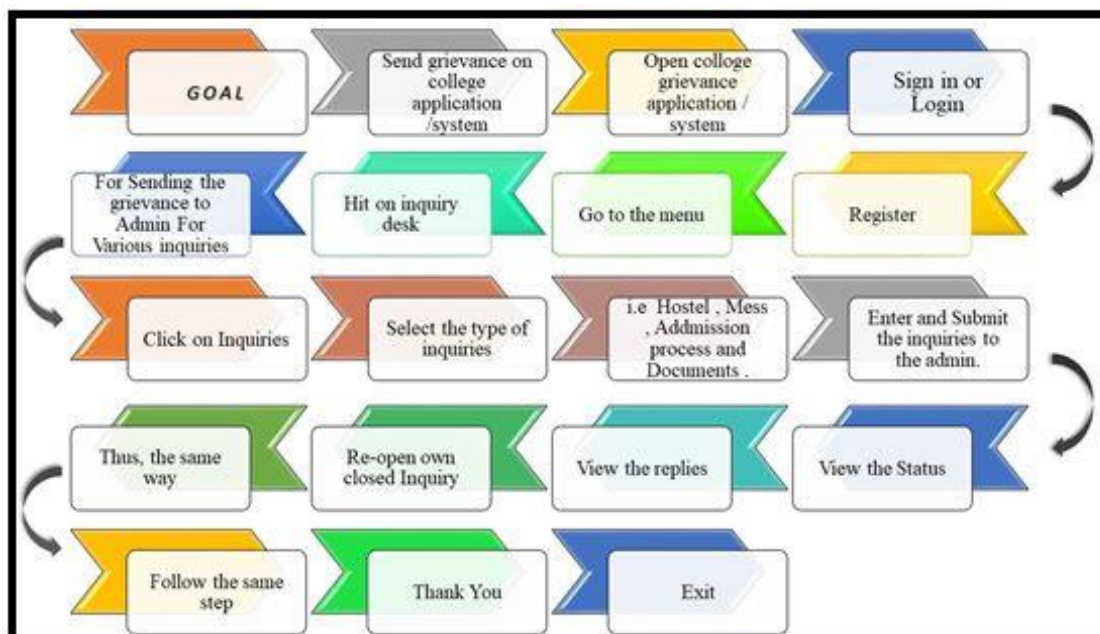 GOAL
Send grievance on
college
application
/system
Open colloge
grievance
application /
system
Sign in or
Login
Register
Go to the menu
Hit on inquiry
desk
For Sending the
grievance to
Admin For
Various inquiries
Click on Inquiries
Select the type of
inquiries
i.e Hostel , Mess
, Addmission
process and
Documents .
Enter and Submit
the inquiries to
the admin.
View the Status
View the replies
Re-open own
closed Inquiry
Thus, the same
way
Follow the same
step
Thank You
Exit